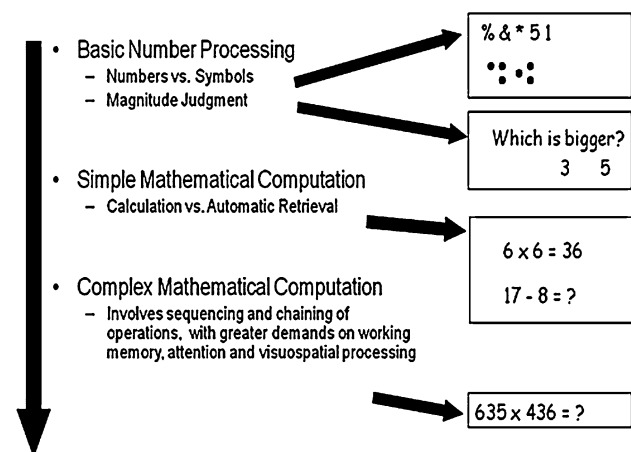 Basic Number Processing
– Numbers vs. Symbols
– Magnitude Judgment
% & * 5 1
Which is bigger?
3 5
Simple Mathematical Computation
– Calculation vs. Automatic Retrieval
6 x 6 = 36
17 - 8 = ?
Complex Mathematical Computation
– Involves sequencing and chaining of
operations, with greater demands on working
memory, attention and visuospatial processing
635 x 436 = ?